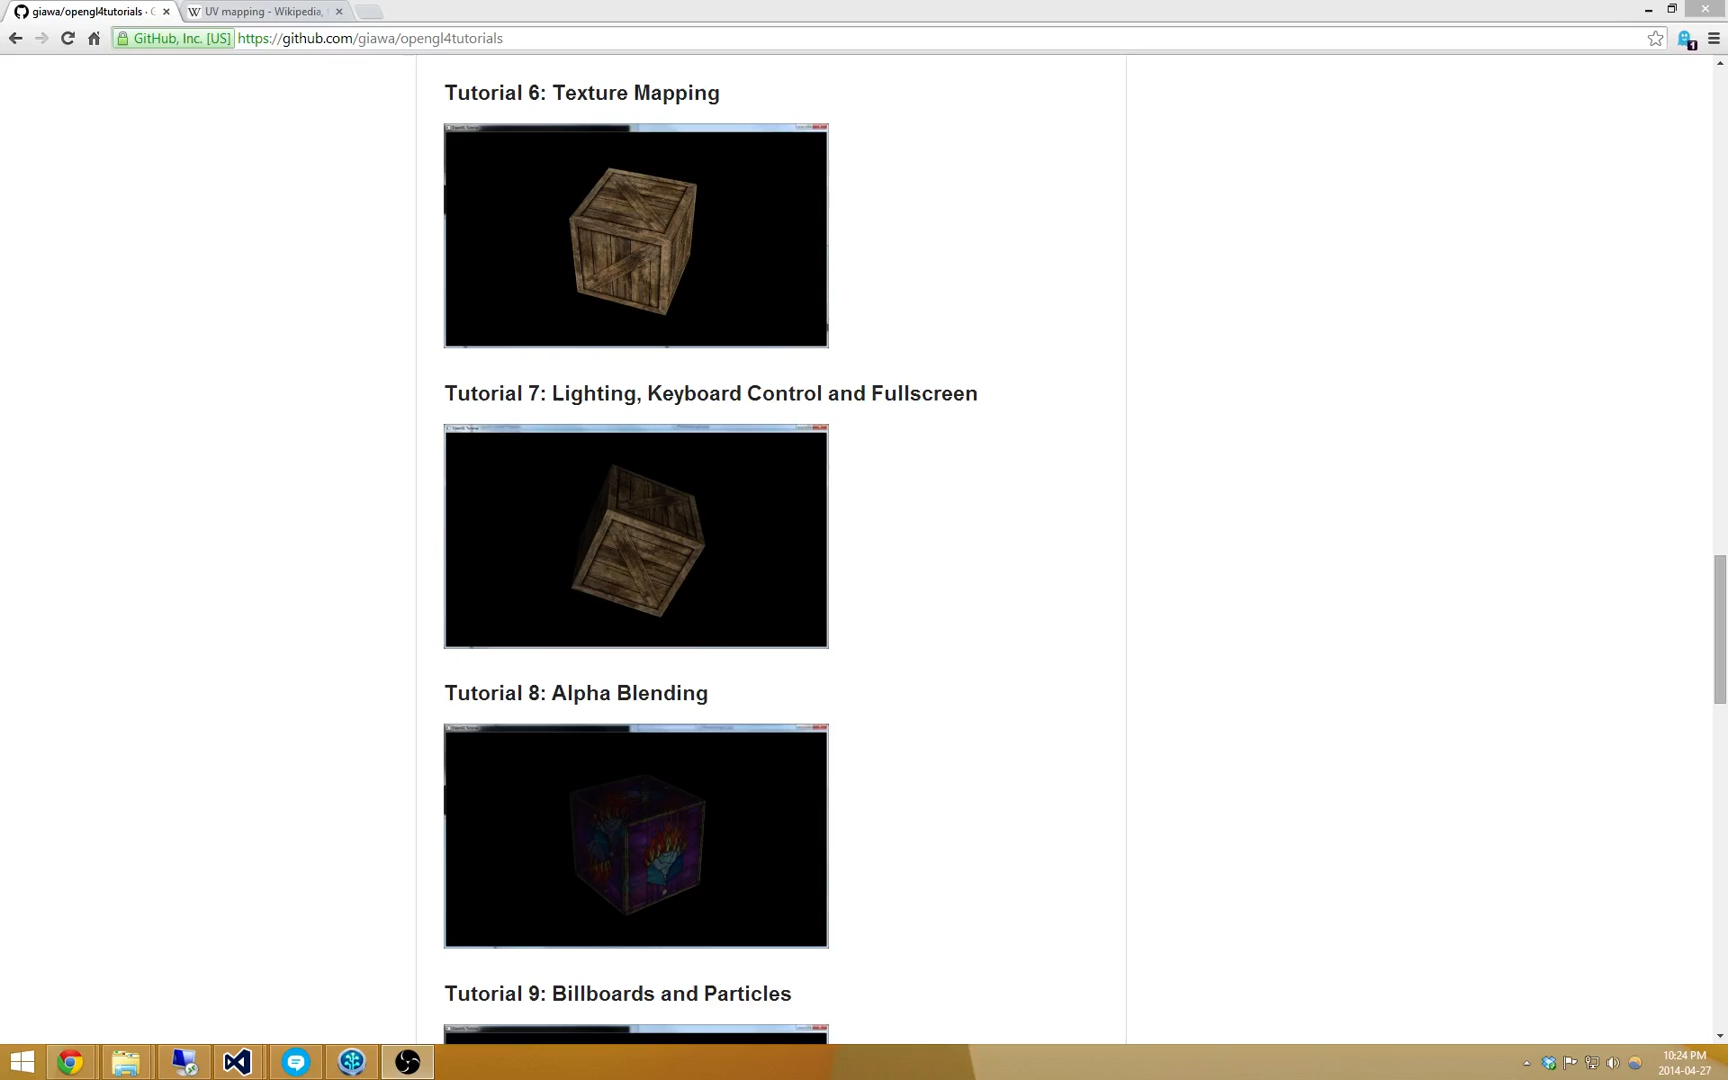 giawa/opengl4tutorials · G
UV mapping - Wikipedia,
GitHub, Inc. [US]
https://github.com/giawa/opengl4tutorials
1
Tutorial 6: Texture Mapping
Tutorial 7: Lighting, Keyboard Control and Fullscreen
Tutorial 8: Alpha Blending
Tutorial 9: Billboards and Particles
10:24 PM
2014-04-27